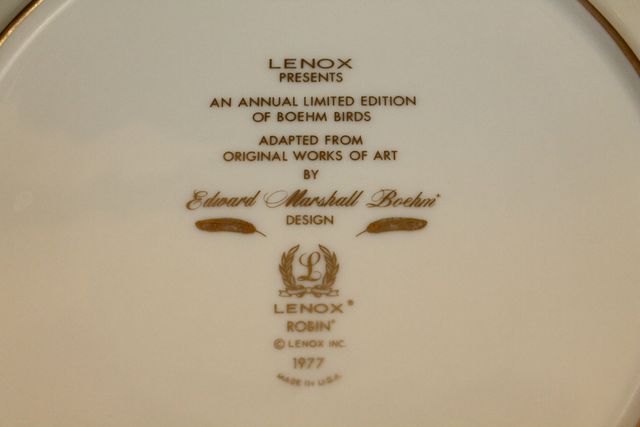 LENOX
PRESENTS
AN ANNUAL LIMITED EDITION
OF BOEHM BIRDS
ADAPTED FROM
ORIGINAL WORKS OF ART
BY
Edward Marshall Boehm*
DESIGN
L
LENOX®
ROBIN*
© LENOX INC.
1977
MADE IN U.S.A.